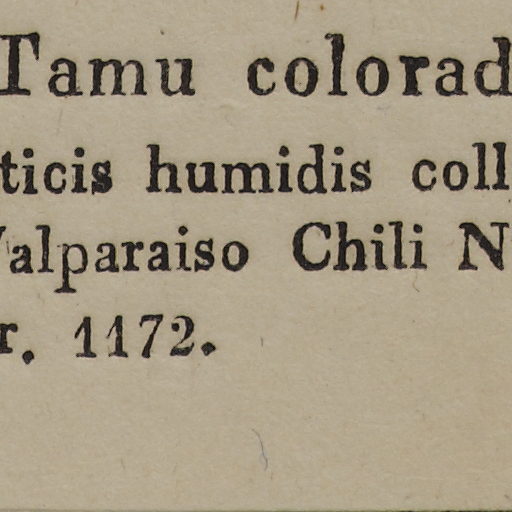 Tamu colorad
ticis humidis coll
Valparaiso Chili N
r. 1172.